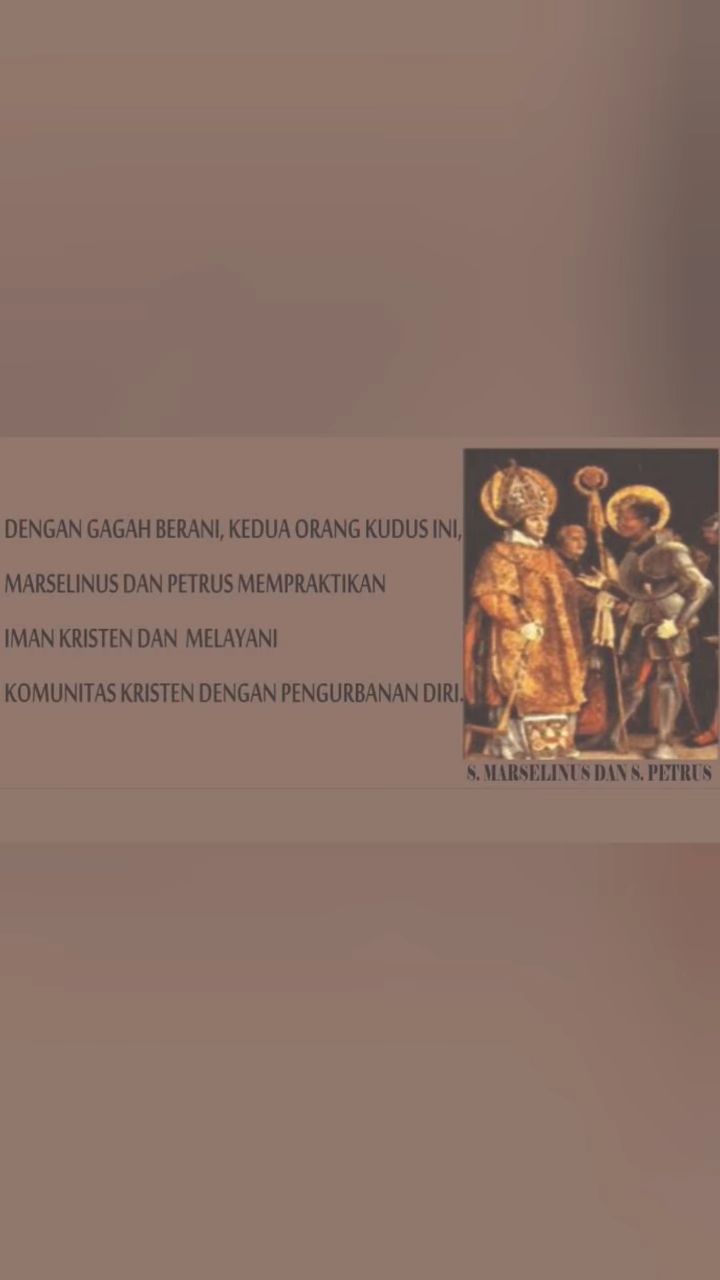 DENGAN GAGAH BERANI, KEDUA ORANG KUDUS INI,
MARSELINUS DAN PETRUS MEMPRAKTIKAN
IMAN KRISTEN DAN MELAYANI
KOMUNITAS KRISTEN DENGAN PENGURBANAN DIRI.
S. MARSELINUS DAN S. PETRUS